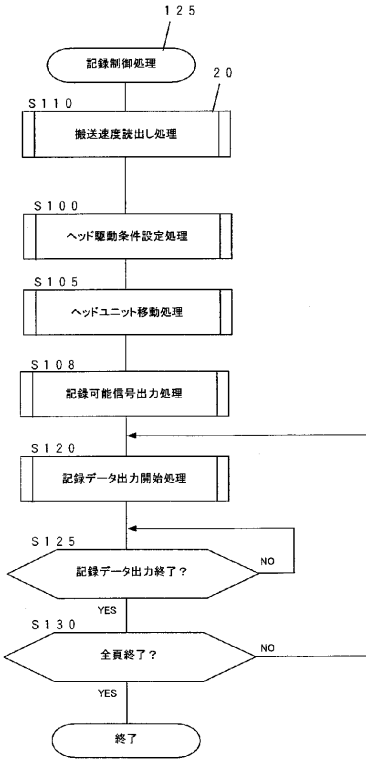 125
記録制御処理
20
S110
搬送速度読出し処理
S100
ヘッド駆動条件設定処理
S105
ヘッドユニット移動処理
S108
記録可能信号出力処理
S120
記録データ出力開始処理
S125
記録データ出力終了？
NO
YES
S130
全頁終了？
NO
YES
終了